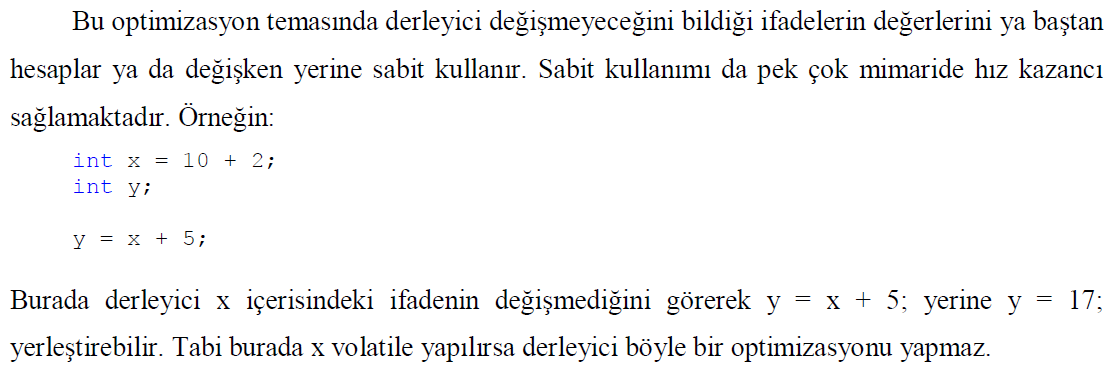 Bu optimizasyon temasında derleyici değişmeyeceğini bildiği ifadelerin değerlerini ya baştan
hesaplar ya da değişken yerine sabit kullanır. Sabit kullanımı da pek çok mimaride hız kazancı
sağlamaktadır. Örneğin:
int x = 10 + 2;
int y;
y = x + 5;
Burada derleyici x içerisindeki ifadenin değişmediğini görerek y = x + 5; yerine y = 17;
yerleştirebilir. Tabi burada x volatile yapılırsa derleyici böyle bir optimizasyonu yapmaz.